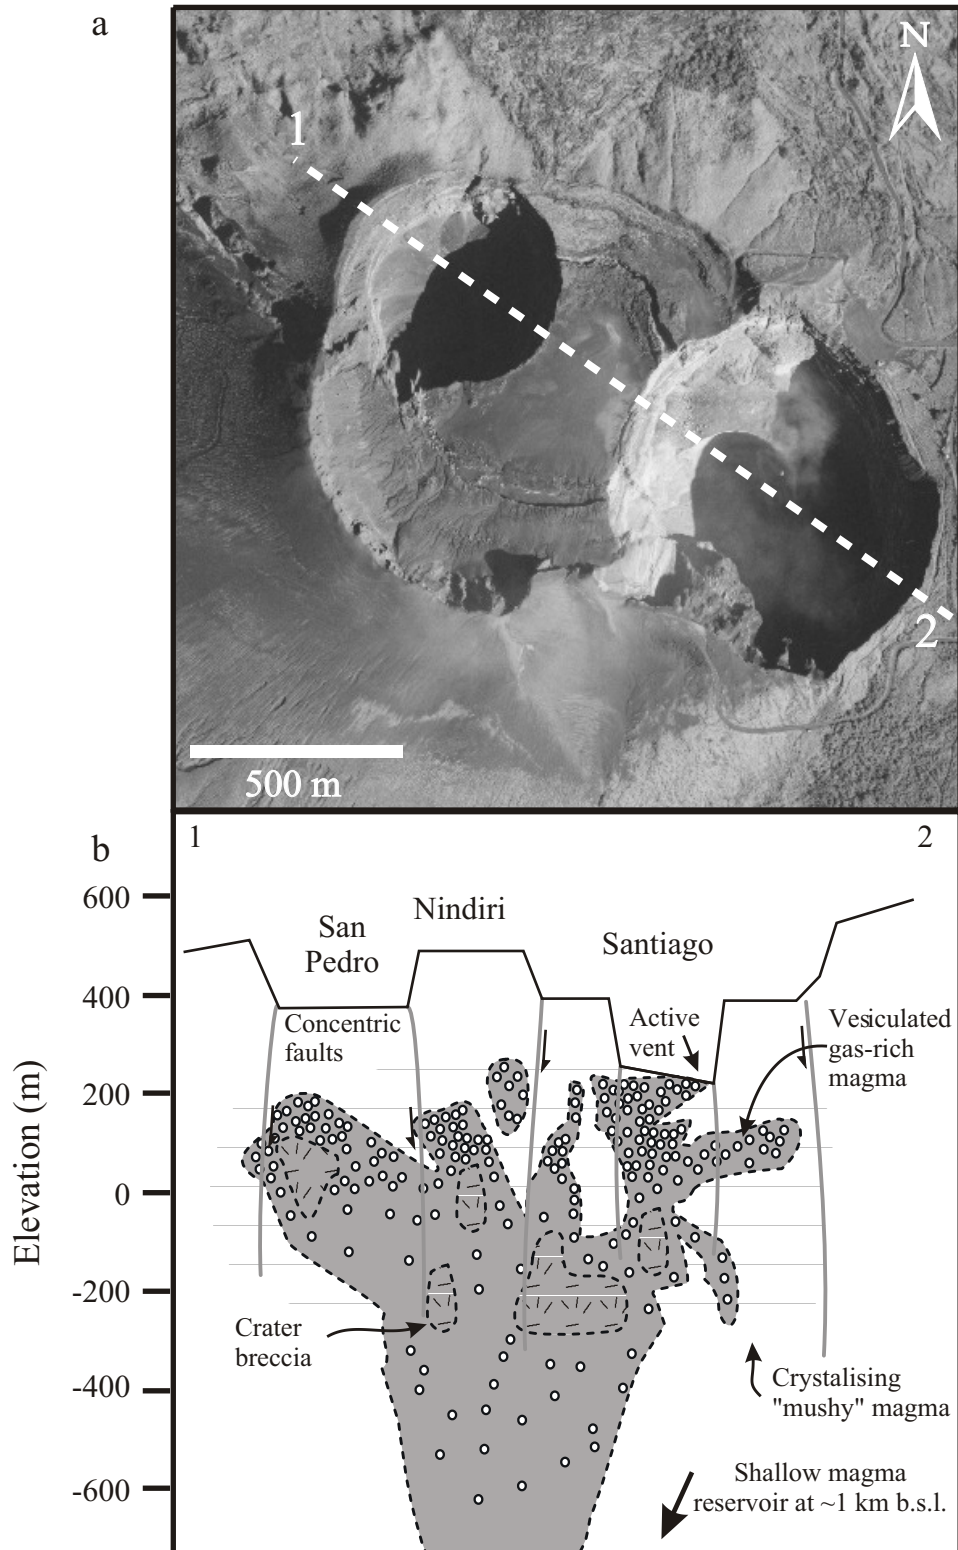 a
N
1
2
500 m
b
1
2
600
400
200
0
-200
-400
-600
Elevation (m)
San
Pedro
Nindiri
Santiago
Concentric
faults
Active
vent
Vesiculated
gas-rich
magma
Crater
breccia
Crystalising
"mushy" magma
Shallow magma
reservoir at ~1 km b.s.l.